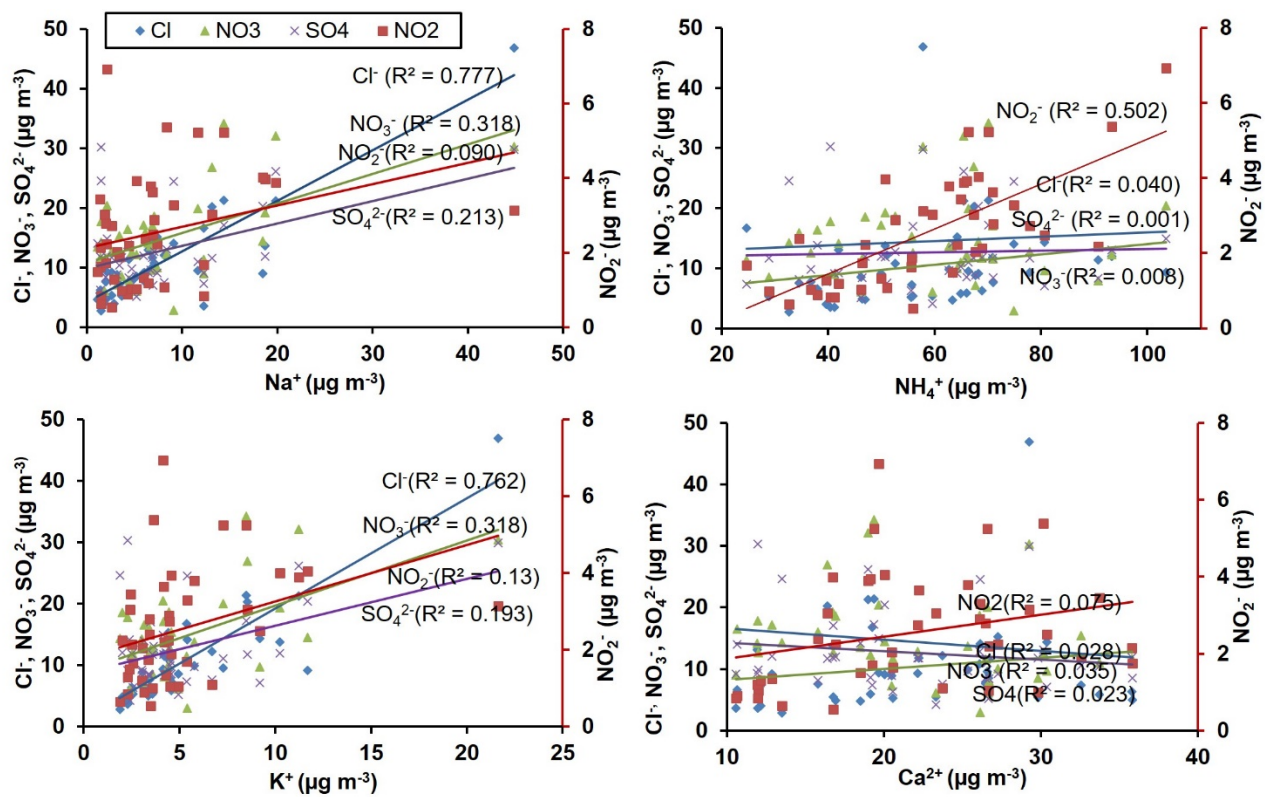 Cl NO3 SO4 NO2
Cl⁻, NO₃⁻, SO₄²⁻ (µg m⁻³)
50
40
30
20
10
0
Cl⁻ (R² = 0.777)
NO₃⁻ (R² = 0.318)
NO₂⁻ (R² = 0.090)
SO₄²⁻ (R² = 0.213)
8
6
4
2
0
NO₂⁻ (µg m⁻³)
0 10 20 30 40 50
Na⁺ (µg m⁻³)
Cl⁻, NO₃⁻, SO₄²⁻ (µg m⁻³)
50
40
30
20
10
0
NO₂⁻ (R² = 0.502)
Cl⁻(R² = 0.040)
SO₄²⁻ (R² = 0.001)
NO₃⁻ (R² = 0.008)
8
6
4
2
0
NO₂⁻ (µg m⁻³)
20 40 60 80 100
NH₄⁺ (µg m⁻³)
Cl⁻, NO₃⁻, SO₄²⁻ (µg m⁻³)
50
40
30
20
10
0
Cl⁻(R² = 0.762)
NO₃⁻(R² = 0.318)
NO₂⁻(R² = 0.13)
SO₄²⁻(R² = 0.193)
8
6
4
2
0
NO₂⁻ (µg m⁻³)
0 5 10 15 20 25
K⁺ (µg m⁻³)
Cl⁻, NO₃⁻, SO₄²⁻ (µg m⁻³)
50
40
30
20
10
0
NO2(R² = 0.075)
Cl (R² = 0.028)
NO3 (R² = 0.035)
SO4(R² = 0.023)
8
6
4
2
0
NO₂⁻ (µg m⁻³)
10 20 30 40
Ca²⁺ (µg m⁻³)